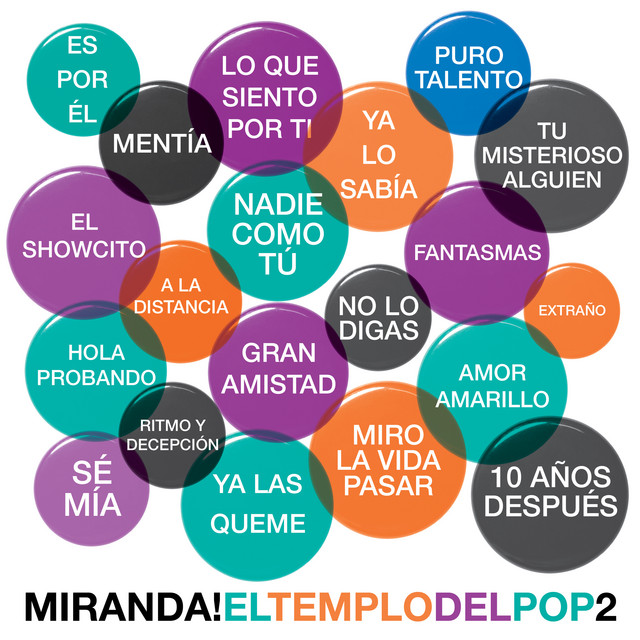 ES
POR
ÉL
LO QUE
SIENTO
POR TI
PURO
TALENTO
MENTÍA
YA
LO
SABÍA
TU
MISTERIOSO
ALGUIEN
EL
SHOWCITO
NADIE
COMO
TÚ
FANTASMAS
A LA
DISTANCIA
NO LO
DIGAS
EXTRAÑO
HOLA
PROBANDO
GRAN
AMISTAD
AMOR
AMARILLO
RITMO Y
DECEPCIÓN
MIRO
LA VIDA
PASAR
SÉ
MÍA
YA LAS
QUEME
10 AÑOS
DESPUÉS
MIRANDA!ELTEMPLODELPOP2